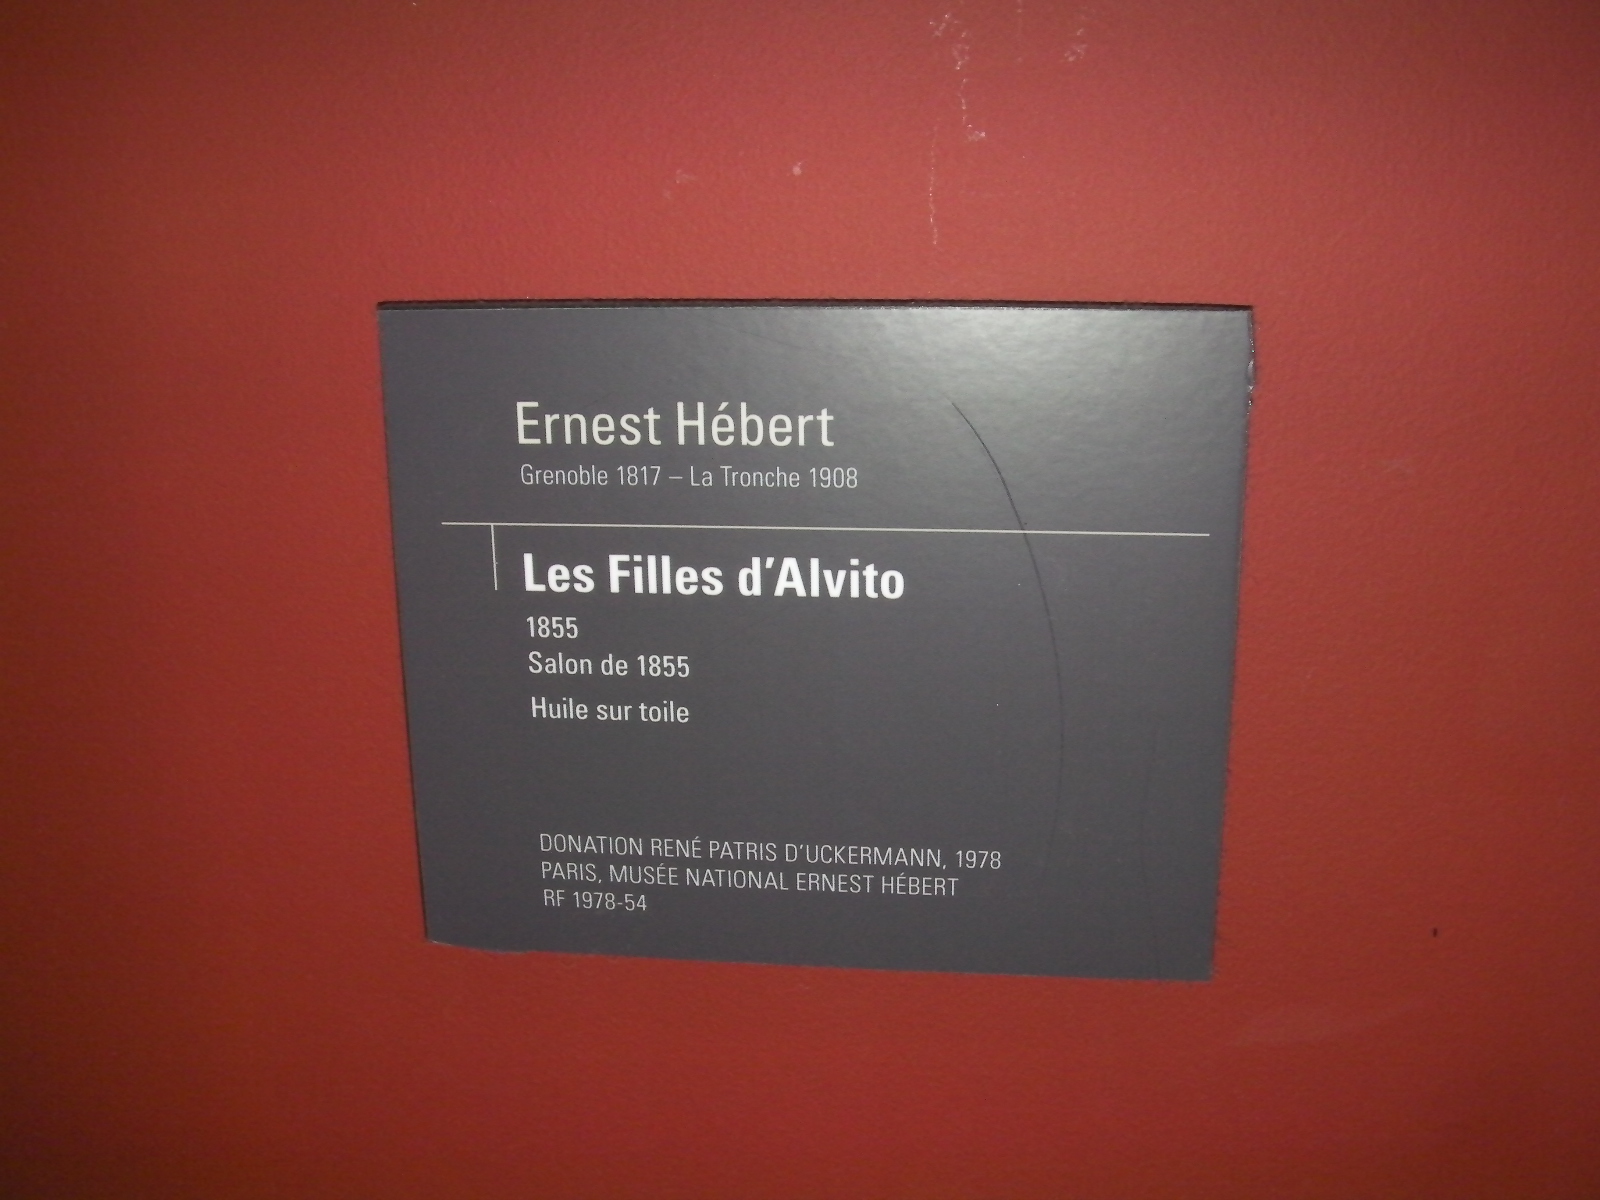 Ernest Hébert
Grenoble 1817 – La Tronche 1908
Les Filles d'Alvito
1855
Salon de 1855
Huile sur toile
DONATION RENÉ PATRIS D'UCKERMANN, 1978
PARIS, MUSÉE NATIONAL ERNEST HÉBERT
RF 1978-54